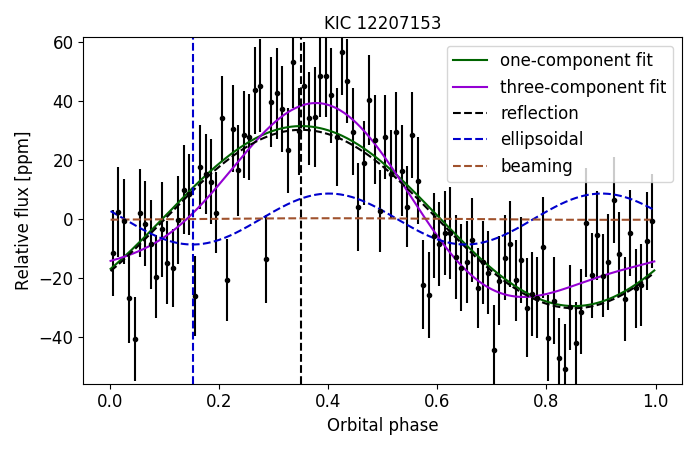 KIC 12207153
60
40
20
0
−20
−40
Relative flux [ppm]
one-component fit
three-component fit
reflection
ellipsoidal
beaming
0.0 0.2 0.4 0.6 0.8 1.0
Orbital phase